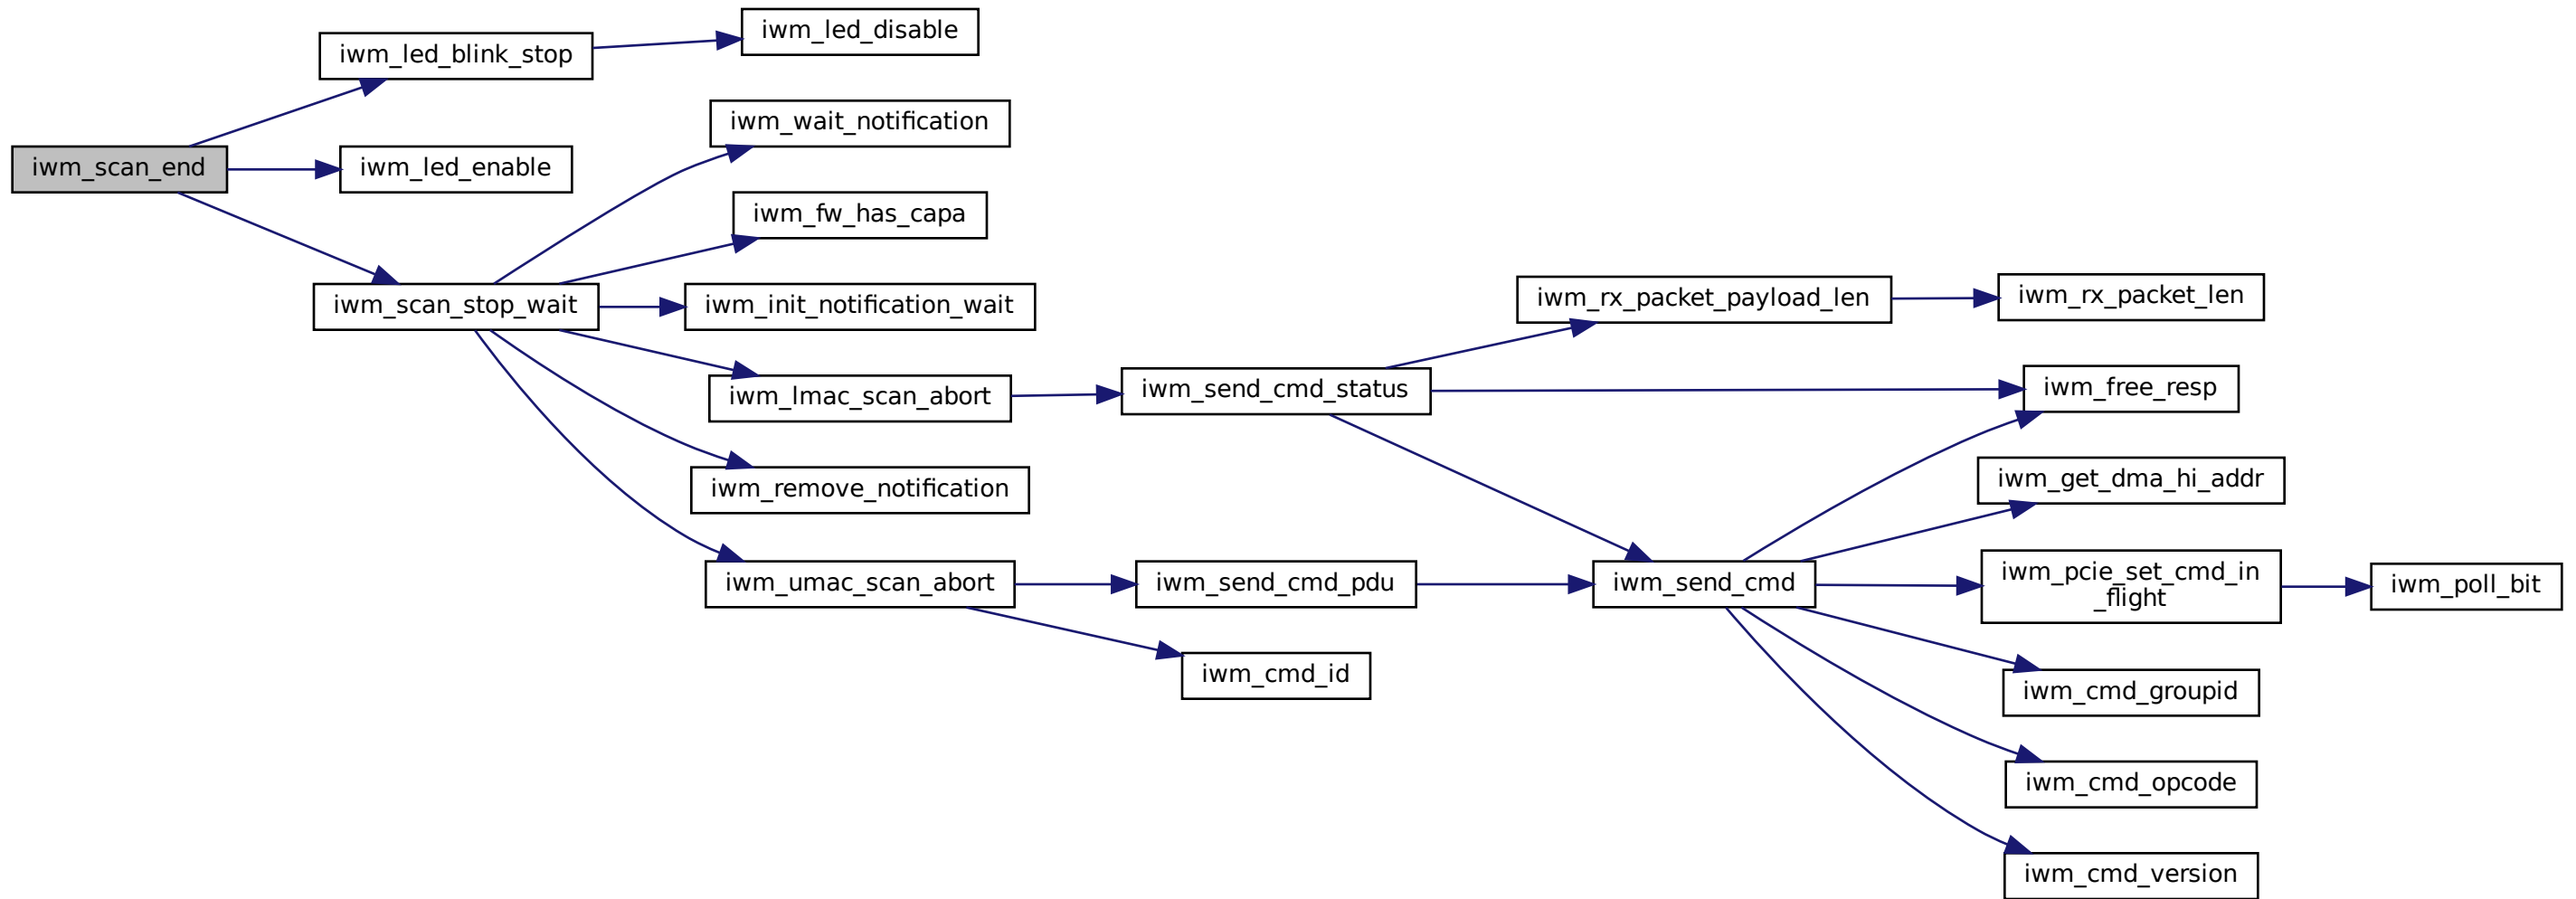 iwm_scan_end
iwm_led_blink_stop
iwm_led_disable
iwm_led_enable
iwm_scan_stop_wait
iwm_wait_notification
iwm_fw_has_capa
iwm_init_notification_wait
iwm_lmac_scan_abort
iwm_remove_notification
iwm_umac_scan_abort
iwm_send_cmd_status
iwm_send_cmd_pdu
iwm_cmd_id
iwm_rx_packet_payload_len
iwm_rx_packet_len
iwm_free_resp
iwm_send_cmd
iwm_get_dma_hi_addr
iwm_pcie_set_cmd_in
_flight
iwm_poll_bit
iwm_cmd_groupid
iwm_cmd_opcode
iwm_cmd_version